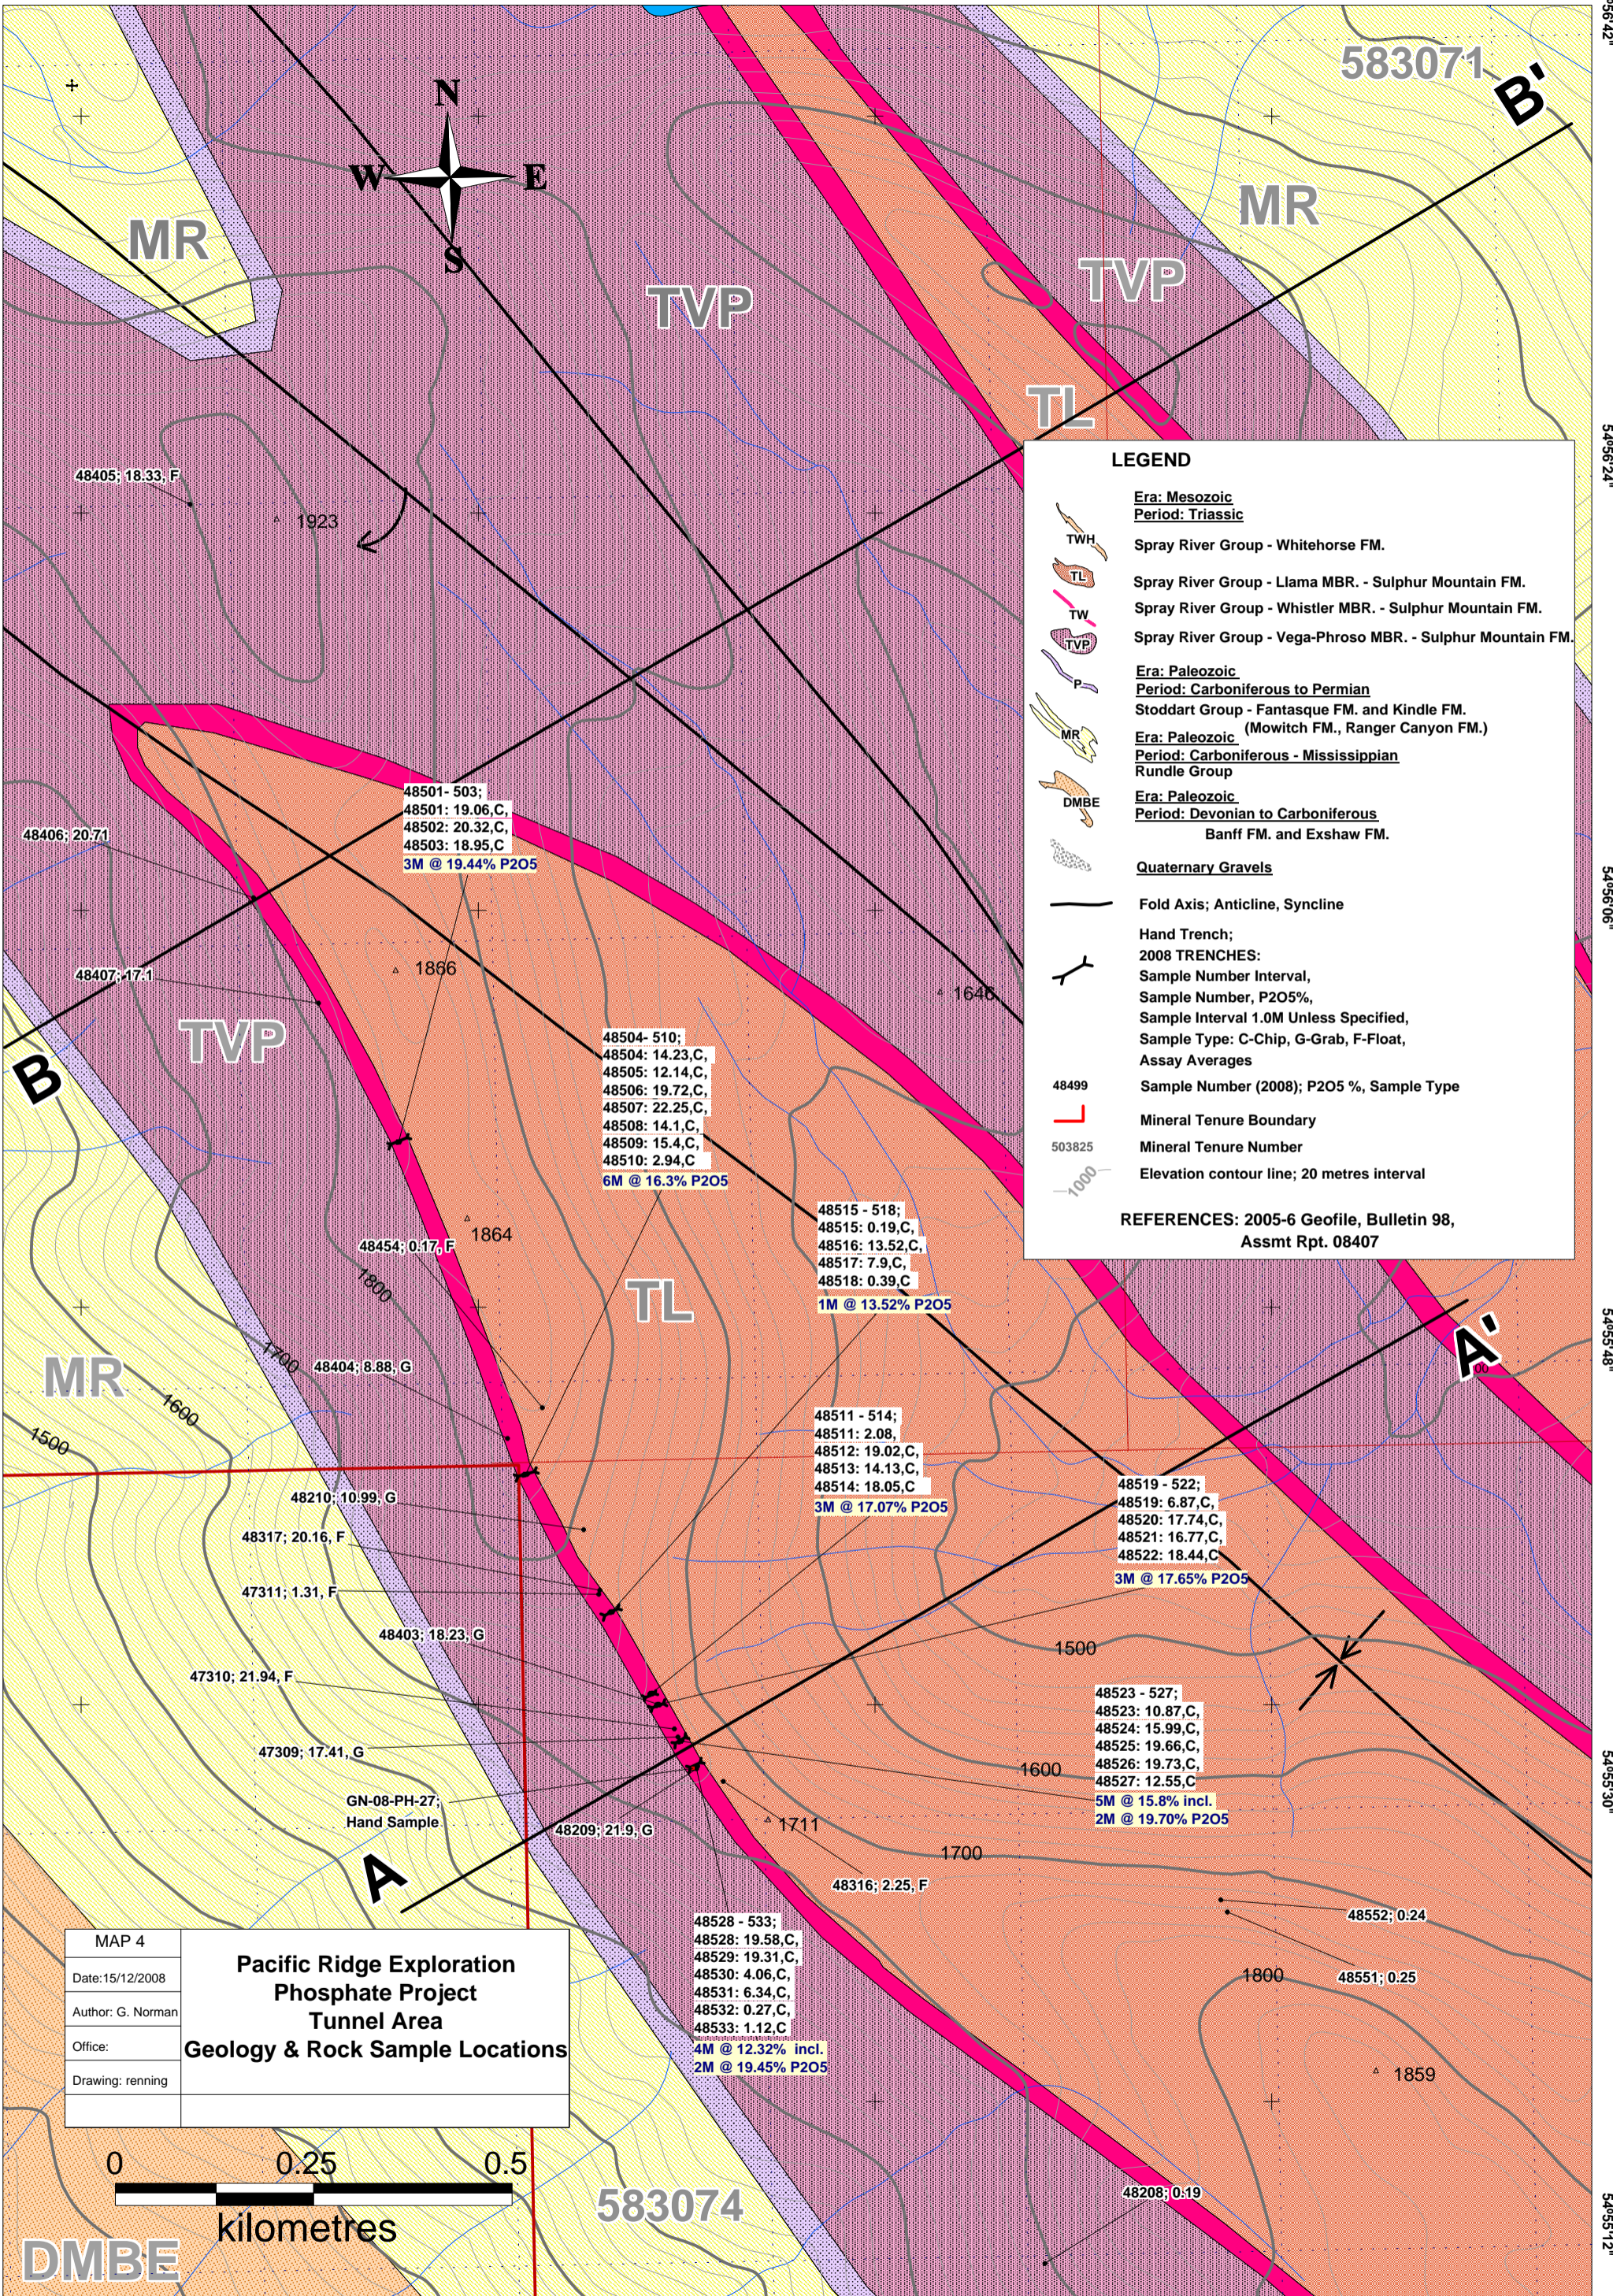 56'42"
583071
B'
N
W
E
S
MR
MR
TVP
TVP
TL
54°56'24"
48405; 18.33, F
1923
LEGEND
Era: Mesozoic
Period: Triassic
TWH
Spray River Group - Whitehorse FM.
TL
Spray River Group - Llama MBR. - Sulphur Mountain FM.
TW
Spray River Group - Whistler MBR. - Sulphur Mountain FM.
TVP
Spray River Group - Vega-Phroso MBR. - Sulphur Mountain FM.
P
Era: Paleozoic
Period: Carboniferous to Permian
Stoddart Group - Fantasque FM. and Kindle FM.
(Mowitch FM., Ranger Canyon FM.)
MR
Era: Paleozoic
Period: Carboniferous - Mississippian
Rundle Group
DMBE
Era: Paleozoic
Period: Devonian to Carboniferous
Banff FM. and Exshaw FM.
Quaternary Gravels
Fold Axis; Anticline, Syncline
Hand Trench;
2008 TRENCHES:
Sample Number Interval,
Sample Number, P2O5%,
Sample Interval 1.0M Unless Specified,
Sample Type: C-Chip, G-Grab, F-Float,
Assay Averages
48499
Sample Number (2008); P2O5 %, Sample Type
Mineral Tenure Boundary
503825
Mineral Tenure Number
1000
Elevation contour line; 20 metres interval
REFERENCES: 2005-6 Geofile, Bulletin 98,
Assmt Rpt. 08407
48501- 503;
48501: 19.06,C,
48502: 20.32,C,
48503: 18.95,C
3M @ 19.44% P2O5
48406; 20.71
54°56'06"
48407; 17.1
1866
1646
TVP
B
48504- 510;
48504: 14.23,C,
48505: 12.14,C,
48506: 19.72,C,
48507: 22.25,C,
48508: 14.1,C,
48509: 15.4,C,
48510: 2.94,C
6M @ 16.3% P2O5
48515 - 518;
48515: 0.19,C,
48516: 13.52,C,
48517: 7.9,C,
48518: 0.39,C
1M @ 13.52% P2O5
1864
48454; 0.17, F
1800
TL
54°55'48"
A'
1700
48404; 8.88, G
MR
1600
1500
48511 - 514;
48511: 2.08,
48512: 19.02,C,
48513: 14.13,C,
48514: 18.05,C
3M @ 17.07% P2O5
48519 - 522;
48519: 6.87,C,
48520: 17.74,C,
48521: 16.77,C,
48522: 18.44,C
3M @ 17.65% P2O5
48210; 10.99, G
48317; 20.16, F
47311; 1.31, F
48403; 18.23, G
47310; 21.94, F
47309; 17.41, G
GN-08-PH-27;
Hand Sample
48209; 21.9, G
1500
48523 - 527;
48523: 10.87,C,
48524: 15.99,C,
48525: 19.66,C,
48526: 19.73,C,
48527: 12.55,C
5M @ 15.8% incl.
2M @ 19.70% P2O5
1600
54°55'30"
1711
1700
A
48316; 2.25, F
48552; 0.24
48551; 0.25
1800
48528 - 533;
48528: 19.58,C,
48529: 19.31,C,
48530: 4.06,C,
48531: 6.34,C,
48532: 0.27,C,
48533: 1.12,C
4M @ 12.32% incl.
2M @ 19.45% P2O5
1859
MAP 4
Date:15/12/2008
Author: G. Norman
Office:
Drawing: renning
Pacific Ridge Exploration
Phosphate Project
Tunnel Area
Geology & Rock Sample Locations
0 0.25 0.5
kilometres
583074
48208; 0.19
54°55'12"
DMBE